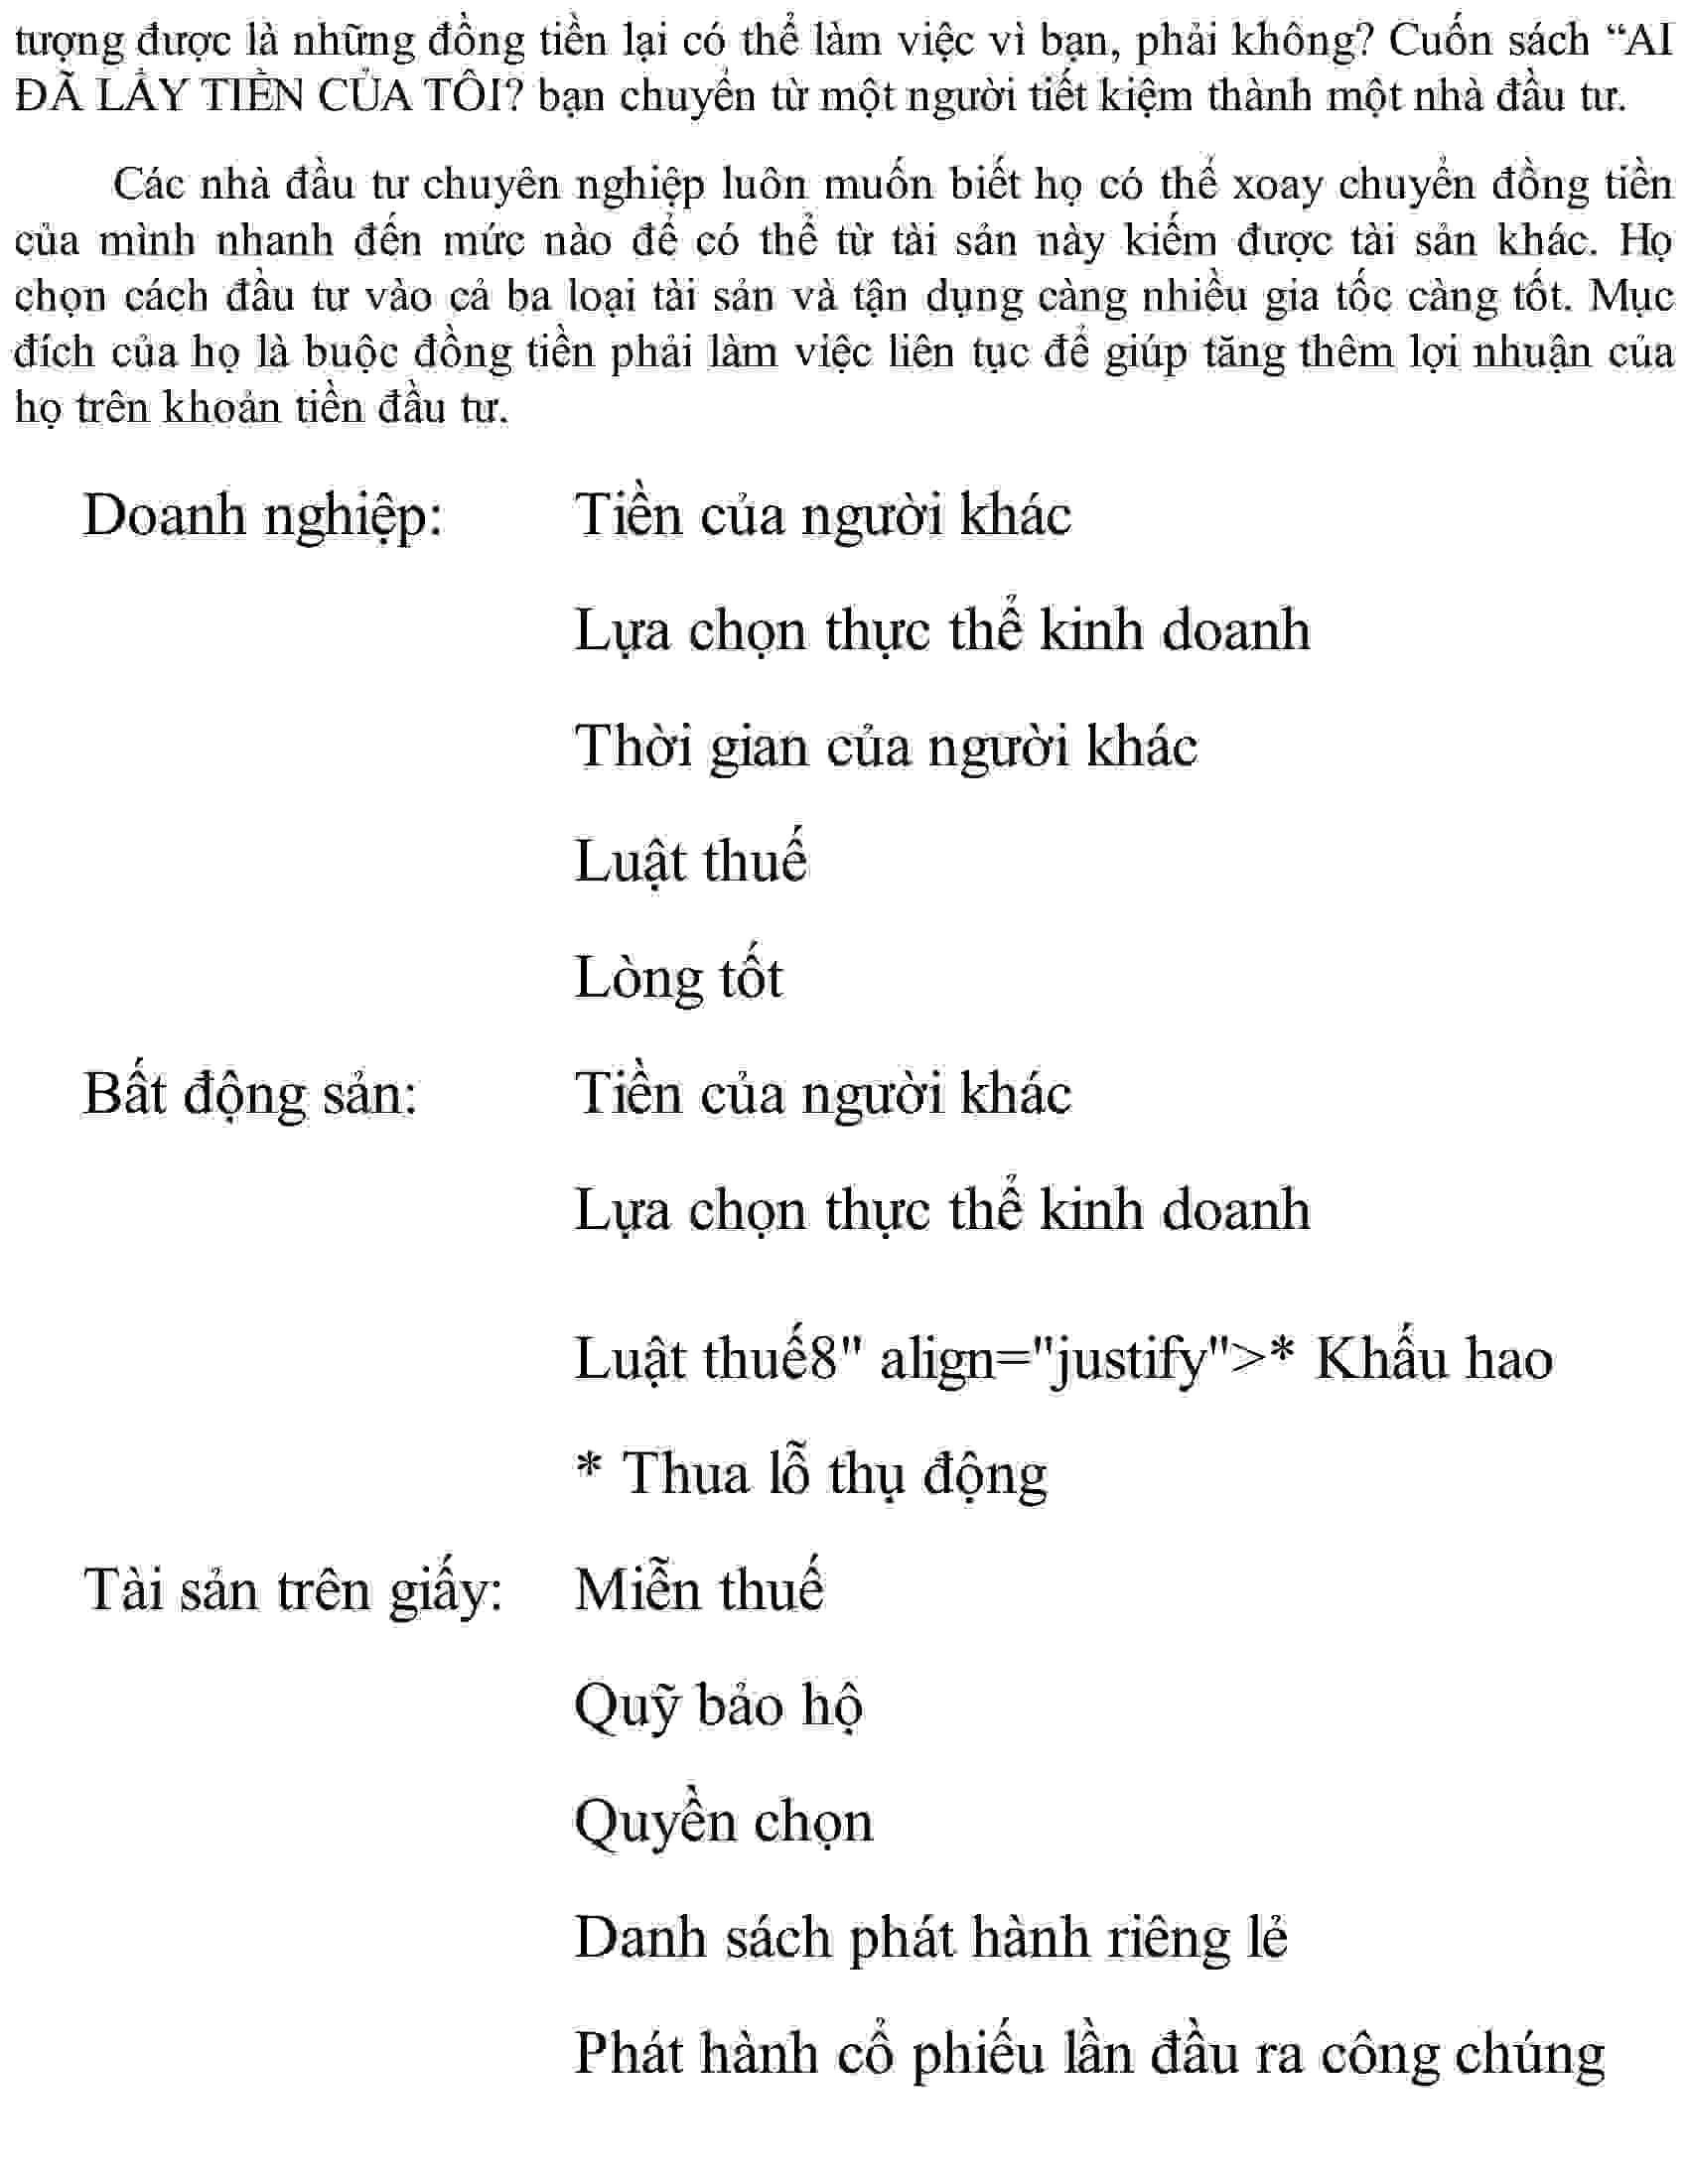 tượng được là những đồng tiền lại có thể làm việc vì bạn, phải không? Cuốn sách “AI
ĐÃ LẤY TIỀN CỦA TÔI? bạn chuyển từ một người tiết kiệm thành một nhà đầu tư.
Các nhà đầu tư chuyên nghiệp luôn muốn biết họ có thể xoay chuyển đồng tiền
của mình nhanh đến mức nào để có thể từ tài sản này kiếm được tài sản khác. Họ
chọn cách đầu tư vào cả ba loại tài sản và tận dụng càng nhiều gia tốc càng tốt. Mục
đích của họ là buộc đồng tiền phải làm việc liên tục để giúp tăng thêm lợi nhuận của
họ trên khoản tiền đầu tư.
Doanh nghiệp: Tiền của người khác
Lựa chọn thực thể kinh doanh
Thời gian của người khác
Luật thuế
Lòng tốt
Bất động sản: Tiền của người khác
Lựa chọn thực thể kinh doanh
Luật thuế8" align="justify">* Khấu hao
* Thua lỗ thụ động
Tài sản trên giấy: Miễn thuế
Quỹ bảo hộ
Quyền chọn
Danh sách phát hành riêng lẻ
Phát hành cổ phiếu lần đầu ra công chúng